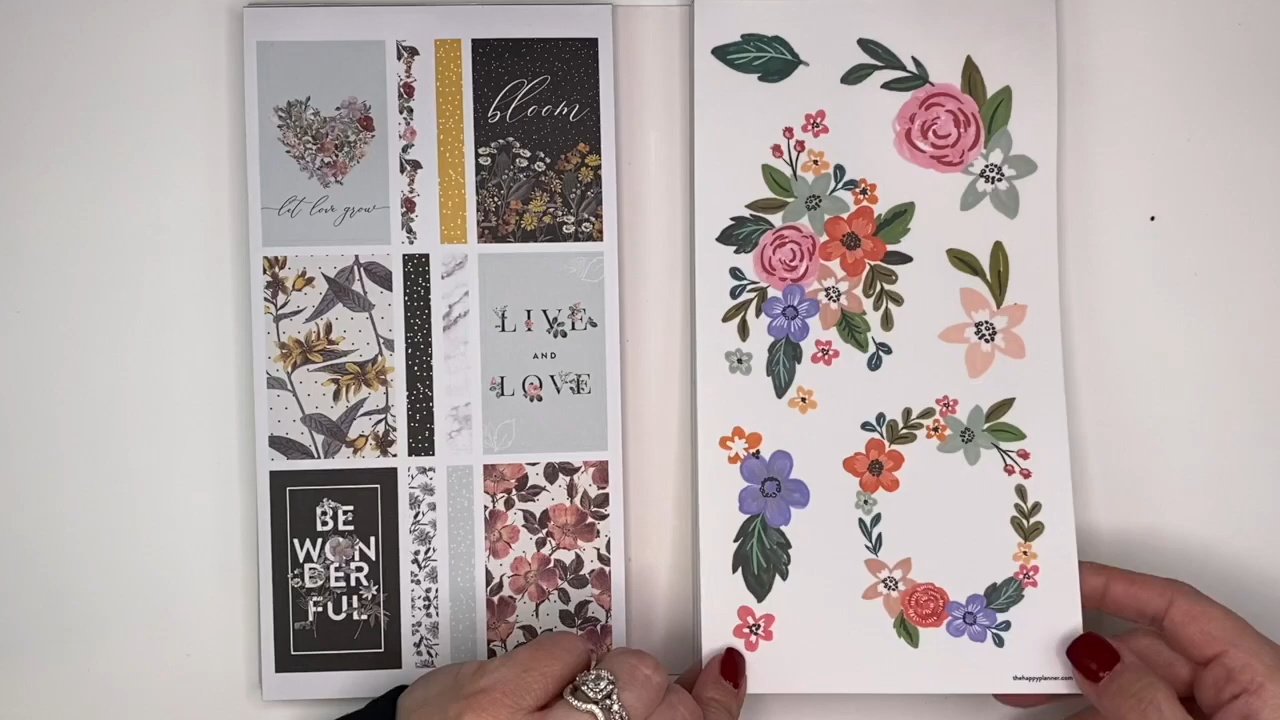 let love grow
bloom
LIVE
AND
LOVE
BE
WON
DER
FUL
thehappyplanner.com